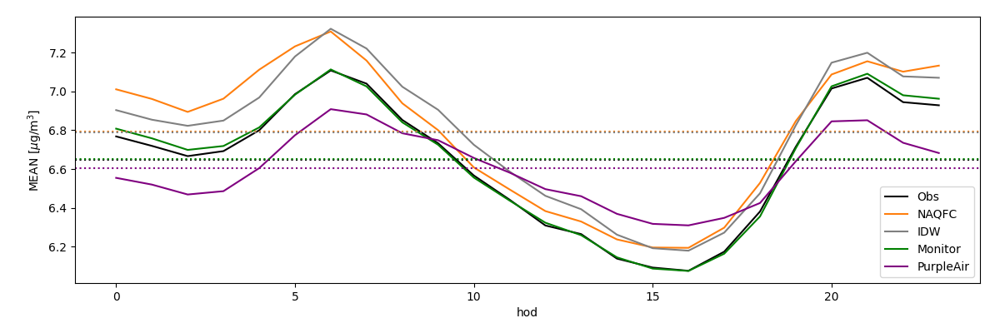 MEAN [μg/m³]
7.2
7.0
6.8
6.6
6.4
6.2
0 5 10 15 20
hod
Obs
NAQFC
IDW
Monitor
PurpleAir